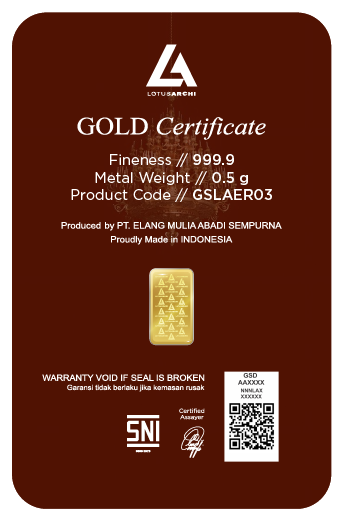 LOTUSARCHI
GOLD Certificate
Fineness // 999.9
Metal Weight // 0.5 g
Product Code // GSLAER03
Produced by PT. ELANG MULIA ABADI SEMPURNA
Proudly Made in INDONESIA
WARRANTY VOID IF SEAL IS BROKEN
Garansi tidak berlaku jika kemasan rusak
SNI
Certified
Assayer
GSD
AAXXXX
NNNLAX
XXXXXX